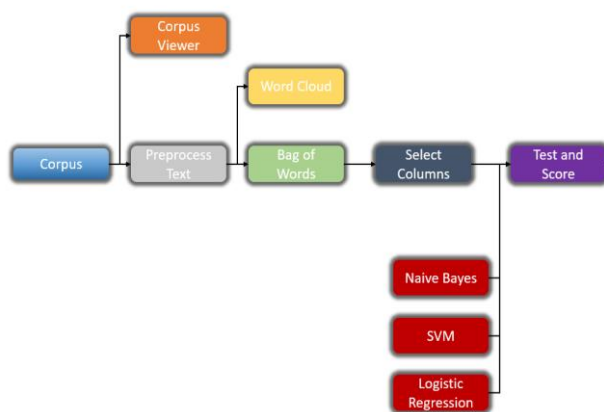 Corpus
Viewer
Word Cloud
Corpus
Preprocess
Text
Bag of
Words
Select
Columns
Test and
Score
Naive Bayes
SVM
Logistic
Regression